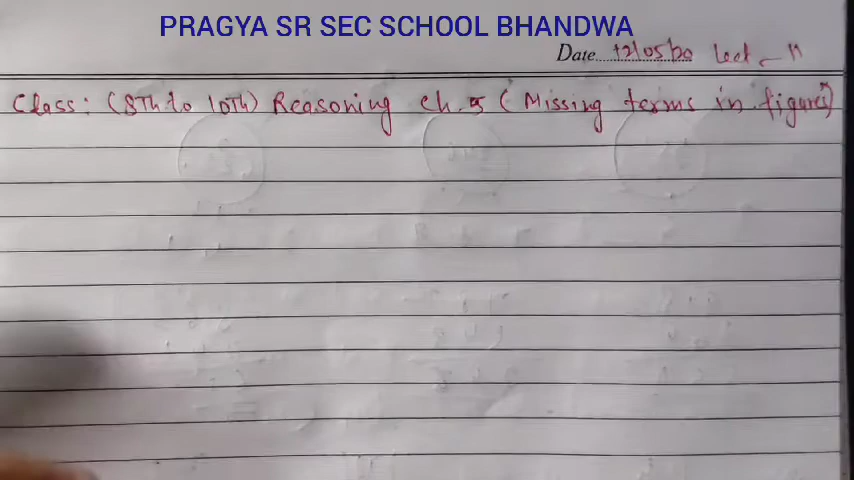 PRAGYA SR SEC SCHOOL BHANDWA
Date 12/05/20 Lect - 11
Class: (8Th to 10Th) Reasoning ch.5 (Missing terms in figures)